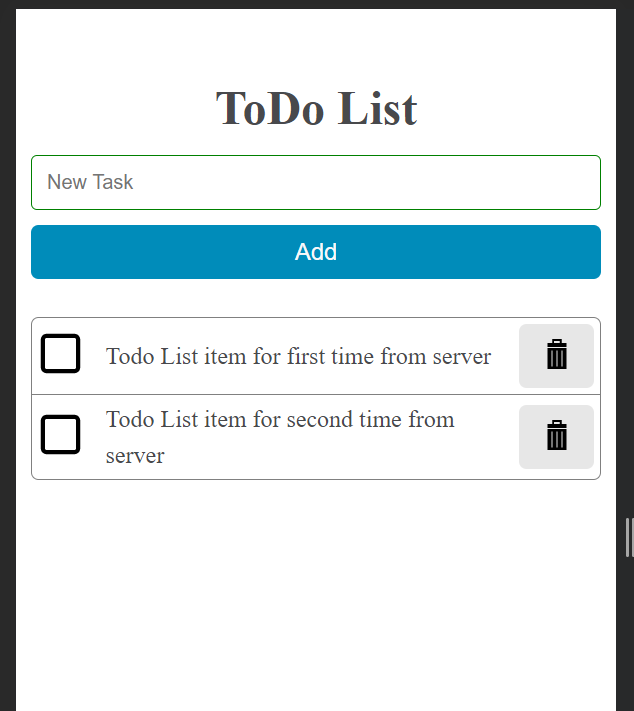 ToDo List
New Task
Add
Todo List item for first time from server
Todo List item for second time from
server